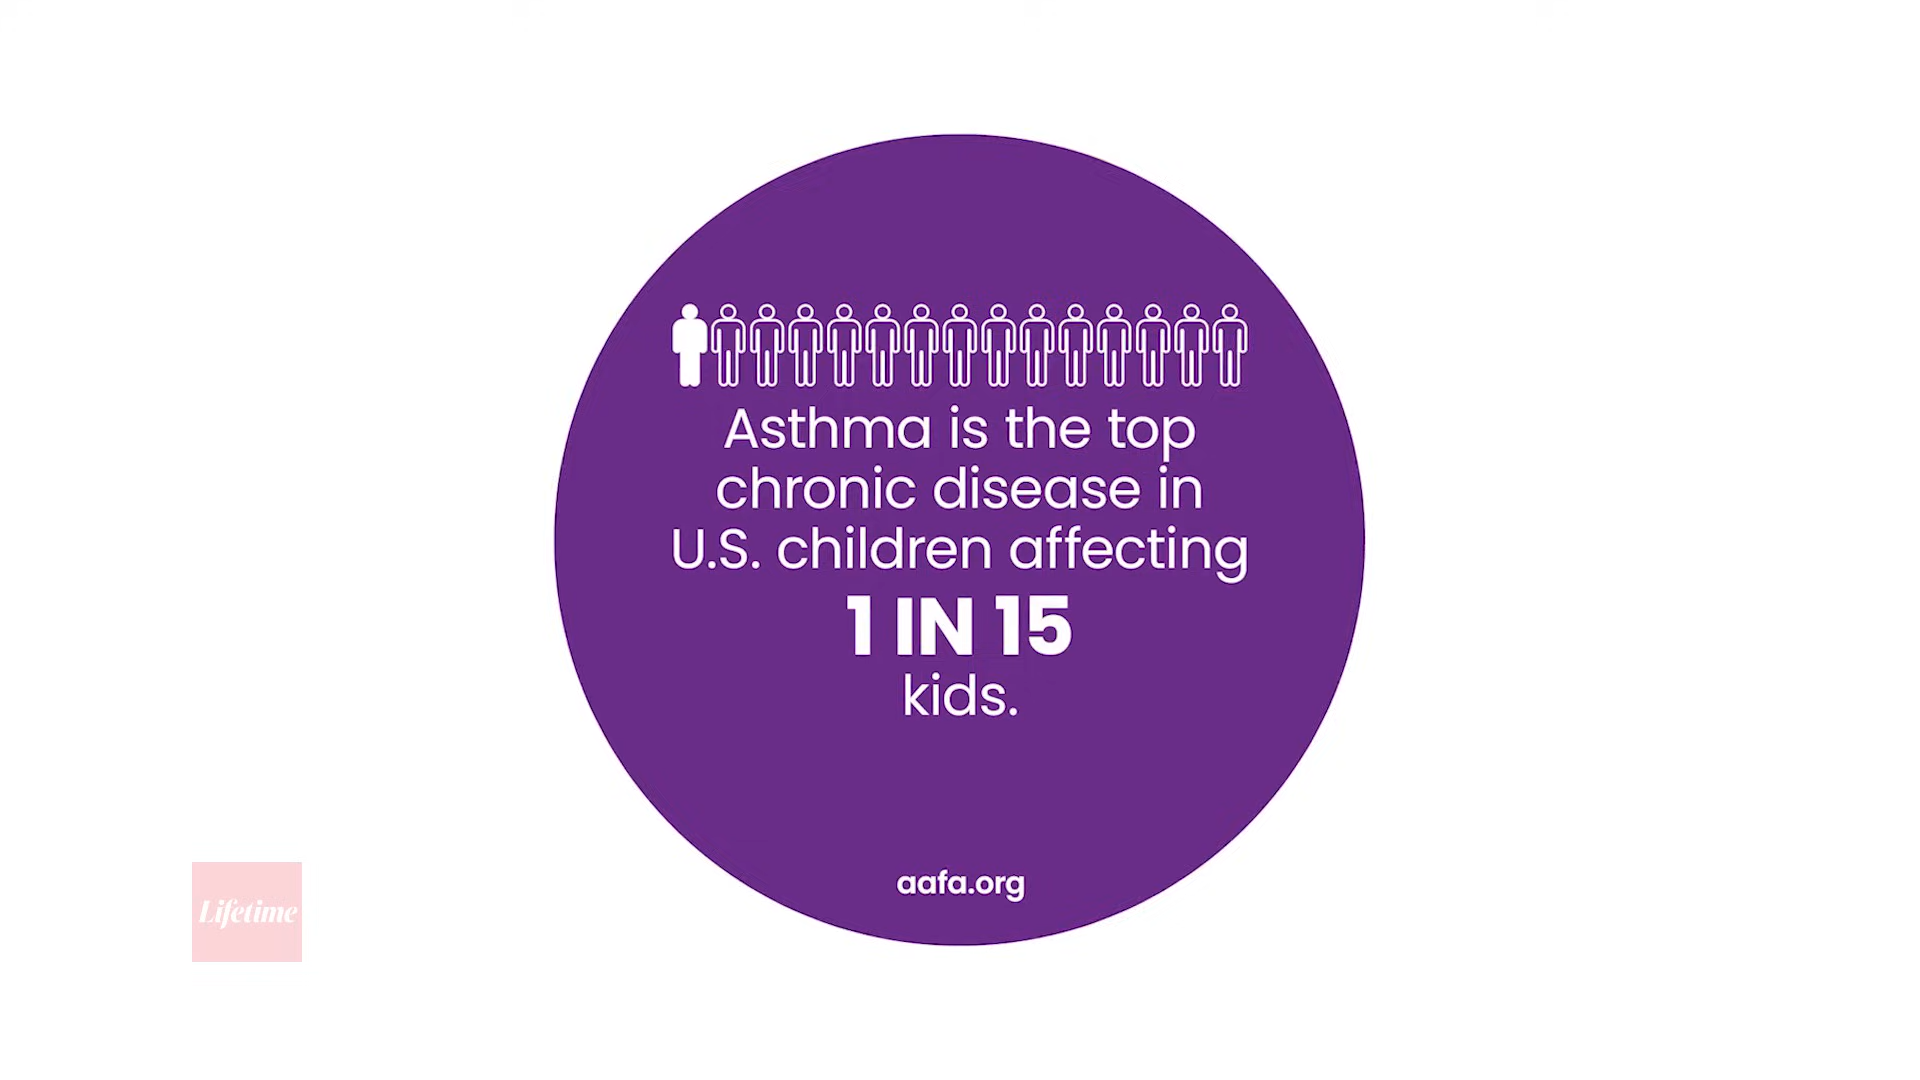 Asthma is the top
chronic disease in
U.S. children affecting
1 IN 15
kids.
aafa.org
Lifetime